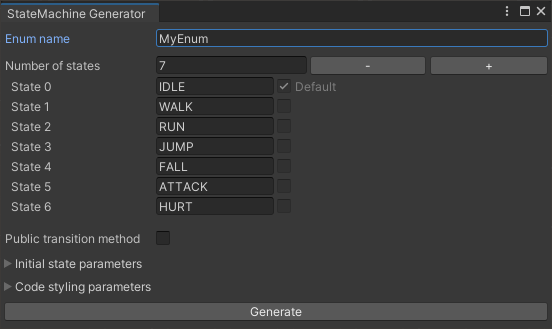 StateMachine Generator
Enum name MyEnum
Number of states 7 - +
State 0 IDLE Default
State 1 WALK
State 2 RUN
State 3 JUMP
State 4 FALL
State 5 ATTACK
State 6 HURT
Public transition method
Initial state parameters
Code styling parameters
Generate